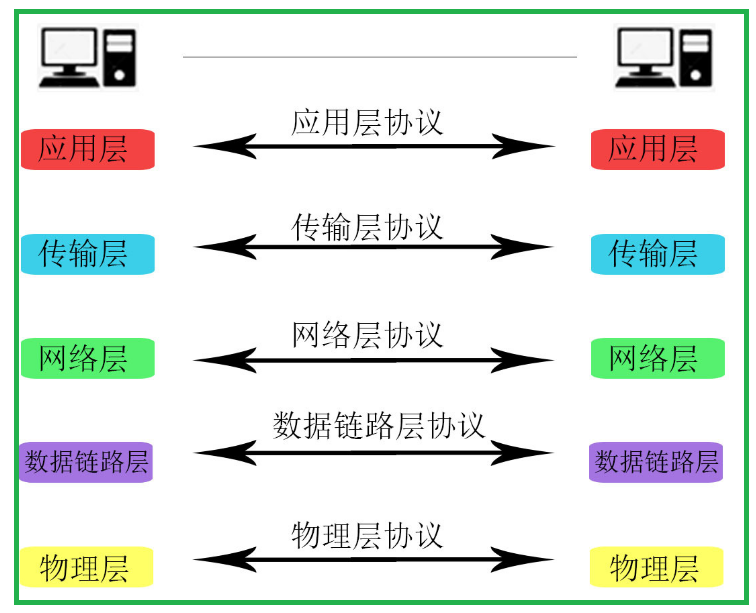 应用层协议
应用层
应用层
传输层协议
传输层
传输层
网络层协议
网络层
网络层
数据链路层协议
数据链路层
数据链路层
物理层协议
物理层
物理层